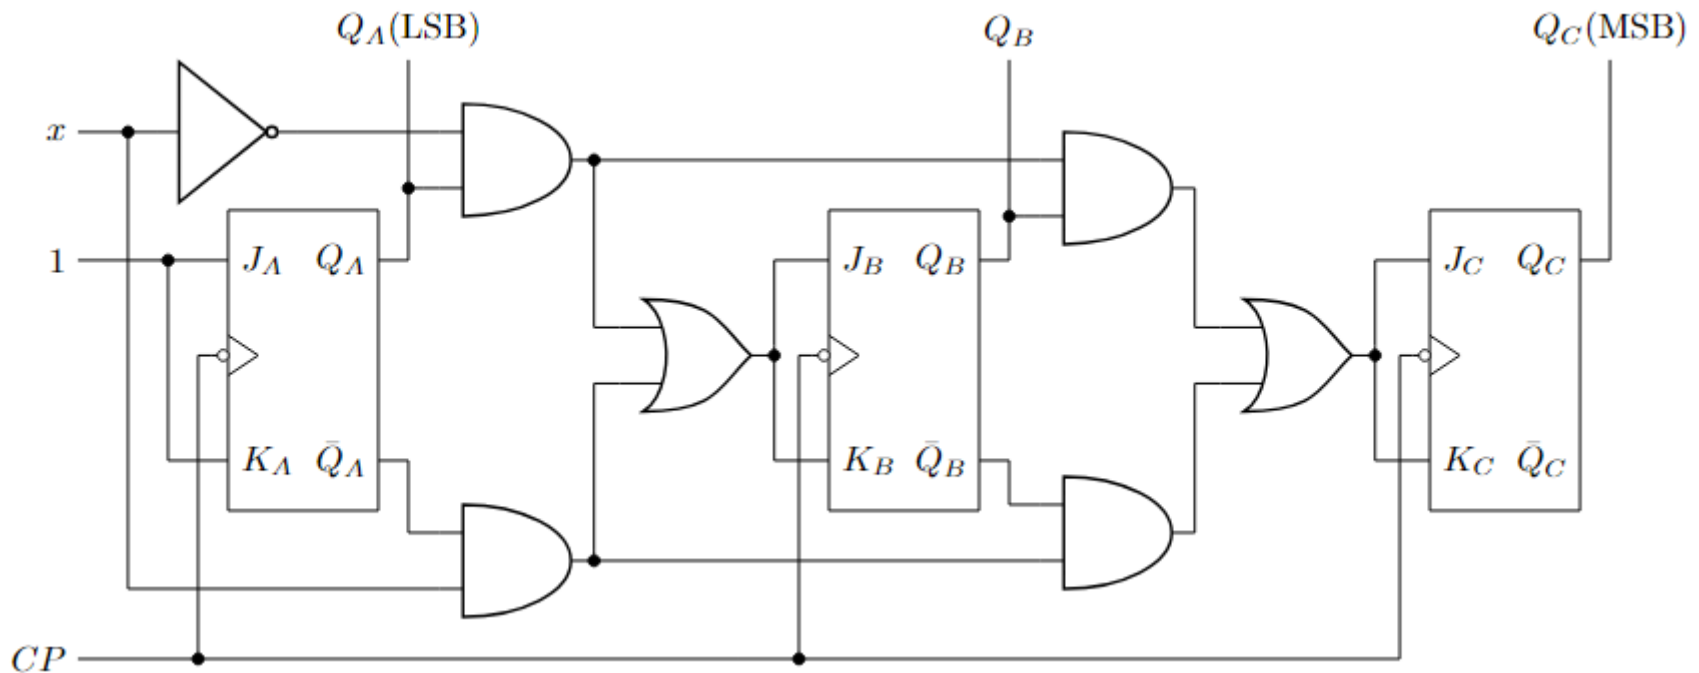 Q_A(LSB) Q_B Q_C(MSB)
x
1 J_A Q_A J_B Q_B J_C Q_C
K_A Q̄_A K_B Q̄_B K_C Q̄_C
CP